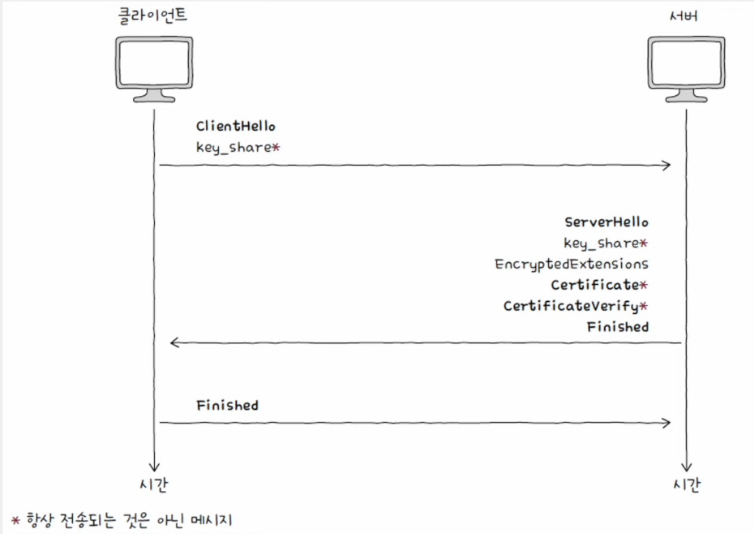 클라이언트
서버
ClientHello
key_share*
ServerHello
key_share*
EncryptedExtensions
Certificate*
CertificateVerify*
Finished
Finished
시간
시간
* 항상 전송되는 것은 아닌 메시지